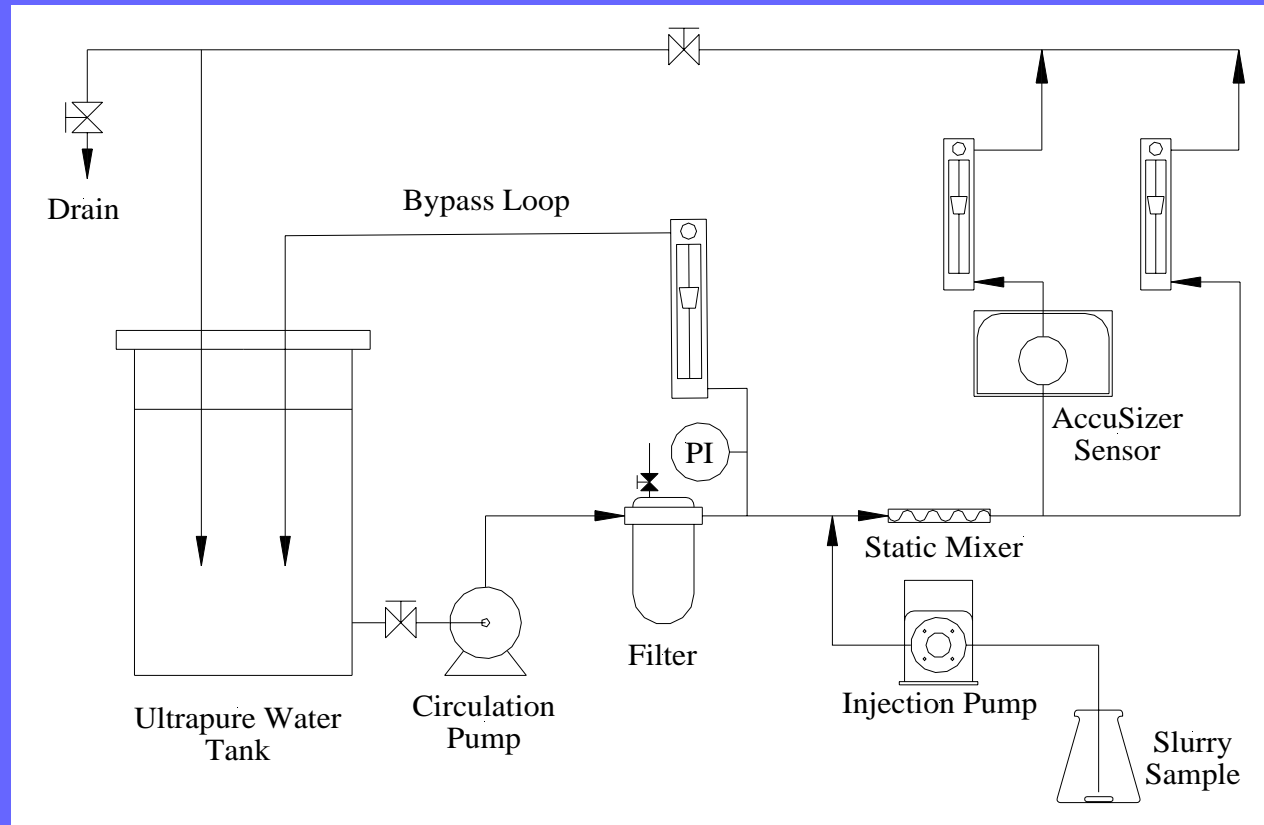 Drain
Bypass Loop
PI
AccuSizer
Sensor
Static Mixer
Filter
Injection Pump
Circulation
Pump
Ultrapure Water
Tank
Slurry
Sample